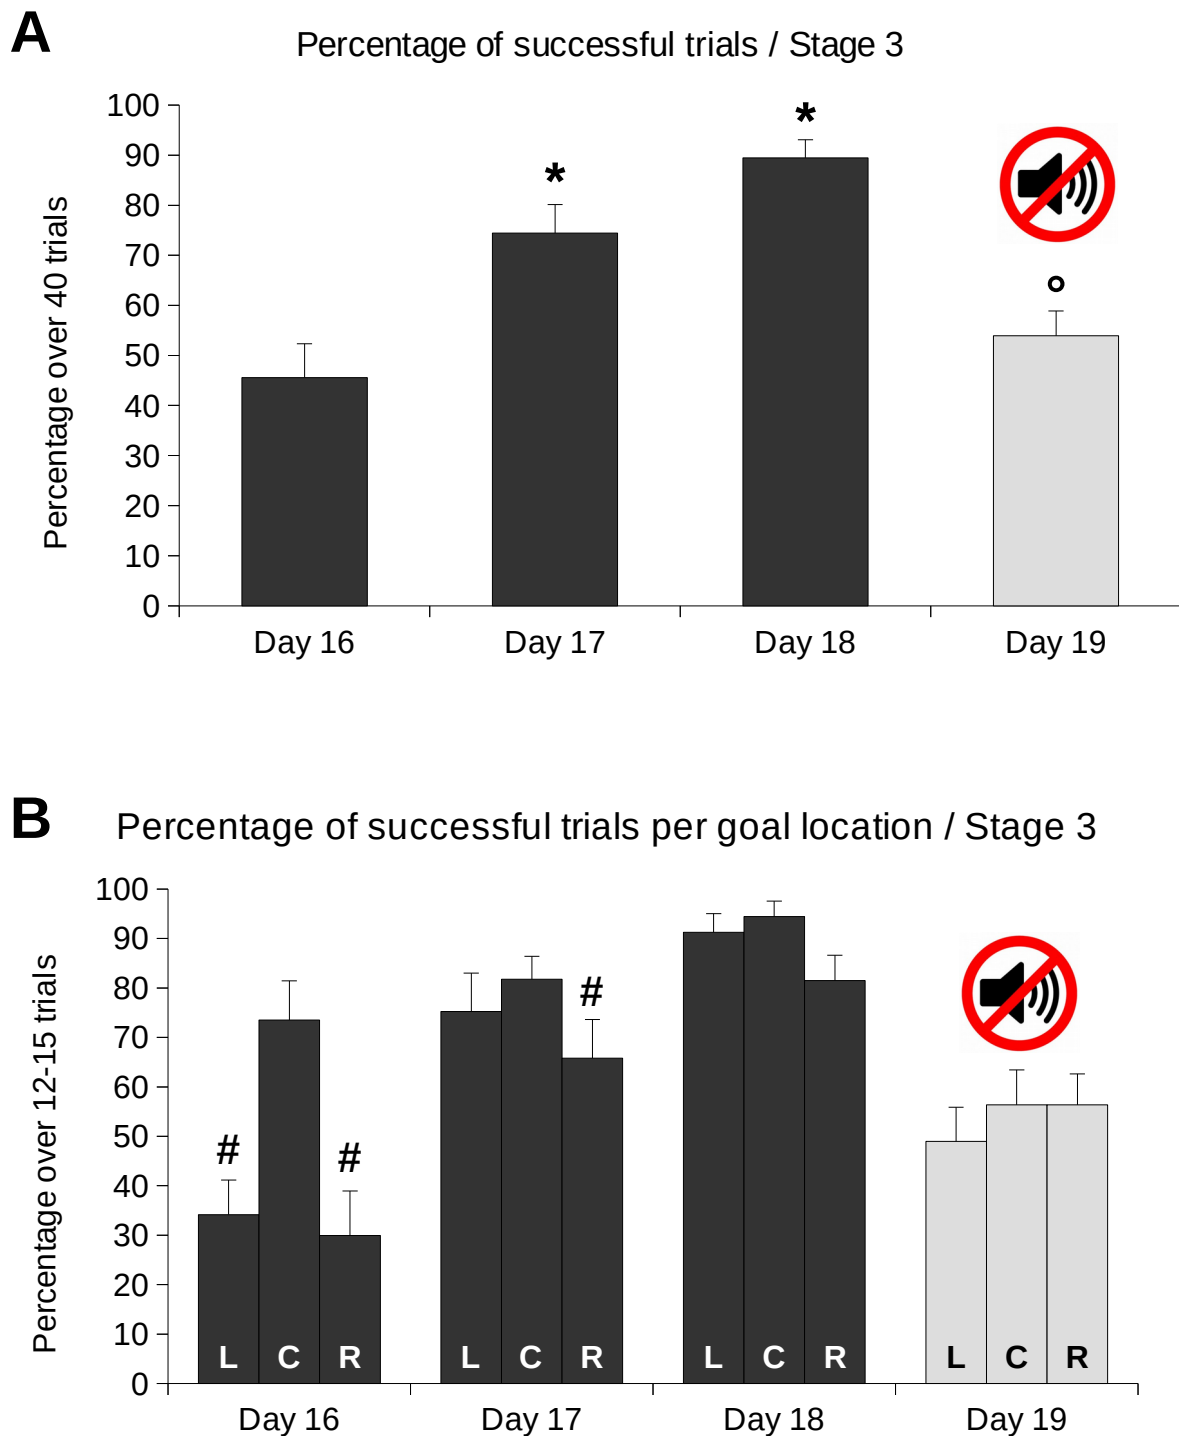 A
Percentage of successful trials / Stage 3
Percentage over 40 trials
100
90
80
70
60
50
40
30
20
10
0
*
*
°
Day 16 Day 17 Day 18 Day 19
B
Percentage of successful trials per goal location / Stage 3
Percentage over 12-15 trials
100
90
80
70
60
50
40
30
20
10
0
# # #
L C R L C R L C R L C R
Day 16 Day 17 Day 18 Day 19